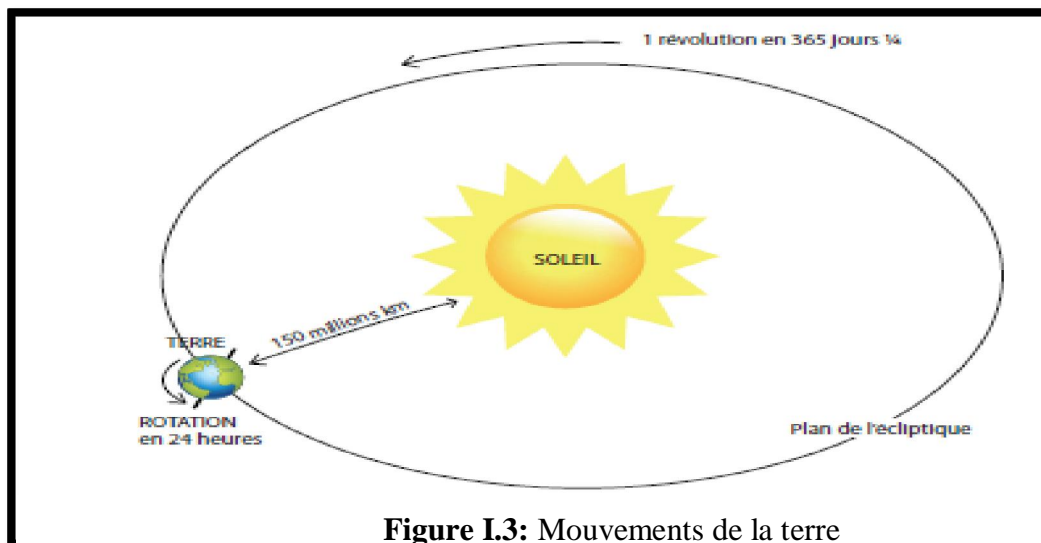 1 révolution en 365 Jours ¼
SOLEIL
150 millions km
TERRE
ROTATION
en 24 heures
Plan de l'écliptique
Figure I.3: Mouvements de la terre